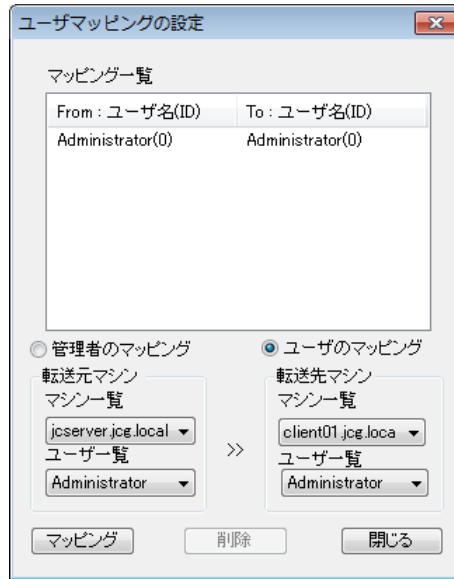 ユーザマッピングの設定
マッピング一覧
From : ユーザ名(ID) To : ユーザ名(ID)
Administrator(0) Administrator(0)
管理者のマッピング ユーザのマッピング
転送元マシン 転送先マシン
マシン一覧 マシン一覧
jcserver.jcg.local client01.jcg.loca
>>
ユーザ一覧 ユーザ一覧
Administrator Administrator
マッピング 削除 閉じる